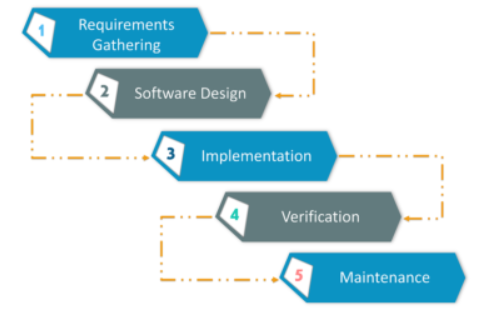 1
Requirements
Gathering
2
Software Design
3
Implementation
4
Verification
5
Maintenance